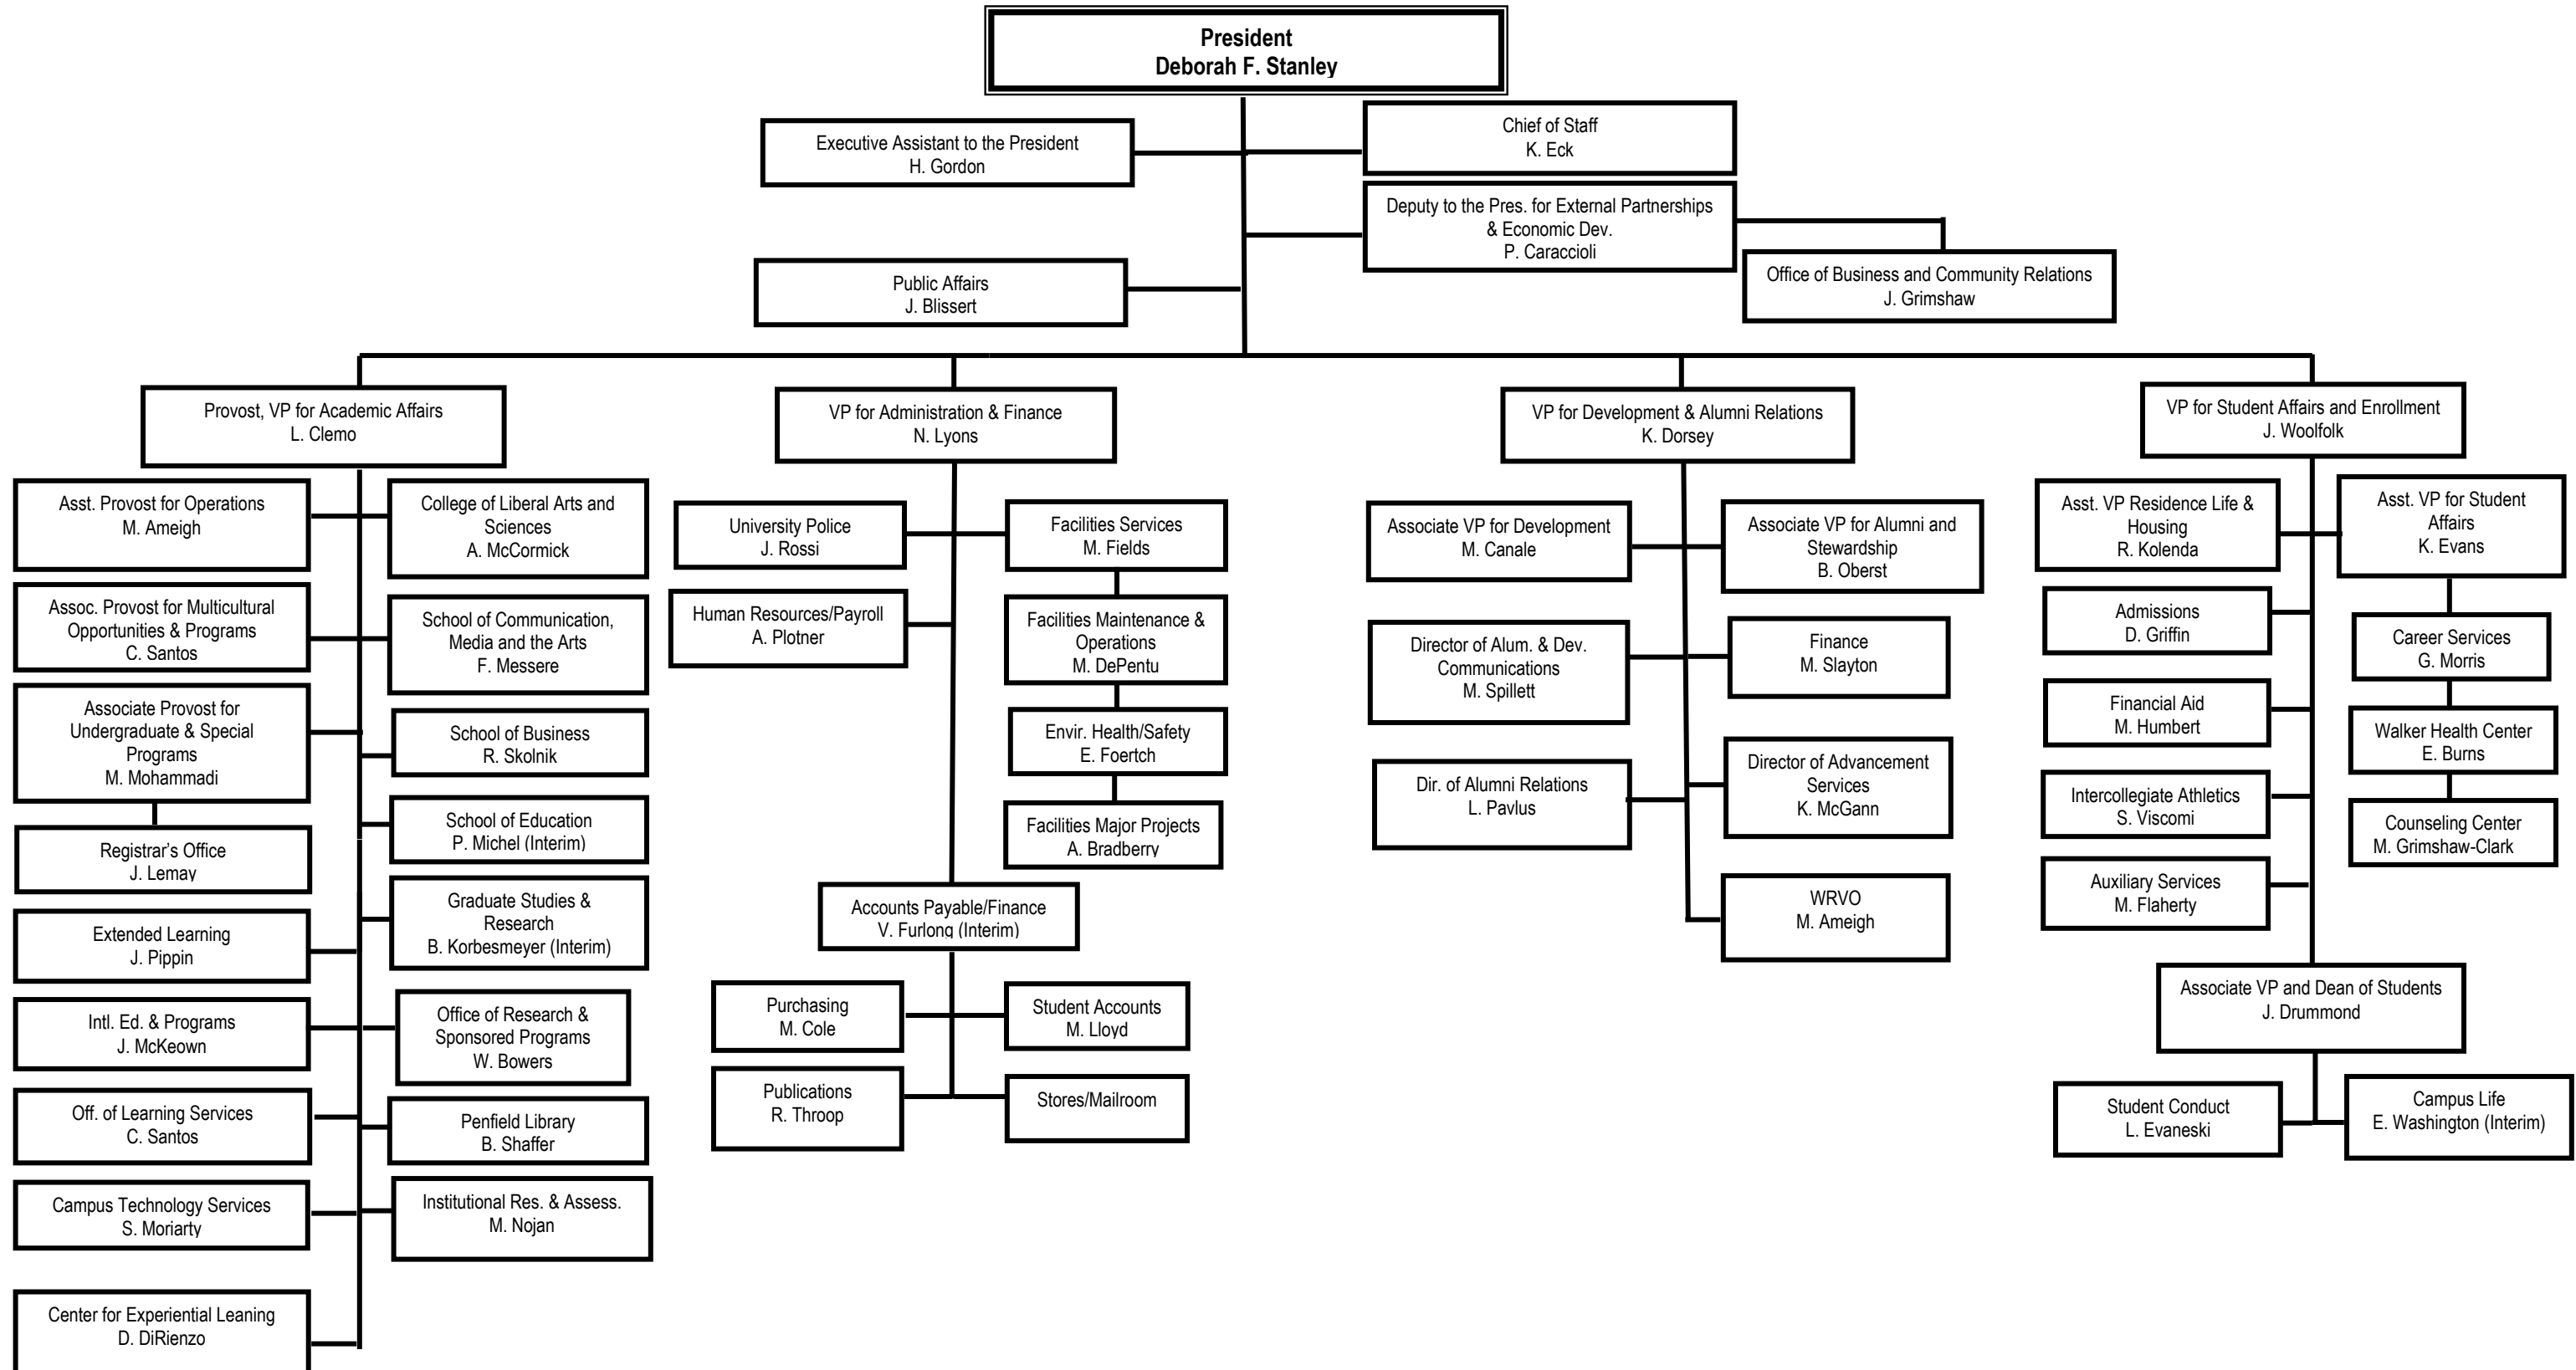 President
Deborah F. Stanley
Executive Assistant to the President
H. Gordon
Chief of Staff
K. Eck
Deputy to the Pres. for External Partnerships
& Economic Dev.
P. Caraccioli
Office of Business and Community Relations
J. Grimshaw
Public Affairs
J. Blissert
Provost, VP for Academic Affairs
L. Clemo
Asst. Provost for Operations
M. Ameigh
College of Liberal Arts and
Sciences
A. McCormick
Assoc. Provost for Multicultural
Opportunities & Programs
C. Santos
School of Communication,
Media and the Arts
F. Messere
Associate Provost for
Undergraduate & Special
Programs
M. Mohammadi
School of Business
R. Skolnik
Registrar’s Office
J. Lemay
School of Education
P. Michel (Interim)
Extended Learning
J. Pippin
Graduate Studies &
Research
B. Korbesmeyer (Interim)
Intl. Ed. & Programs
J. McKeown
Office of Research &
Sponsored Programs
W. Bowers
Off. of Learning Services
C. Santos
Penfield Library
B. Shaffer
Campus Technology Services
S. Moriarty
Institutional Res. & Assess.
M. Nojan
Center for Experiential Leaning
D. DiRienzo
VP for Administration & Finance
N. Lyons
University Police
J. Rossi
Facilities Services
M. Fields
Human Resources/Payroll
A. Plotner
Facilities Maintenance &
Operations
M. DePentu
Envir. Health/Safety
E. Foertch
Facilities Major Projects
A. Bradberry
Accounts Payable/Finance
V. Furlong (Interim)
Purchasing
M. Cole
Student Accounts
M. Lloyd
Publications
R. Throop
Stores/Mailroom
VP for Development & Alumni Relations
K. Dorsey
Associate VP for Development
M. Canale
Associate VP for Alumni and
Stewardship
B. Oberst
Director of Alum. & Dev.
Communications
M. Spillett
Finance
M. Slayton
Dir. of Alumni Relations
L. Pavlus
Director of Advancement
Services
K. McGann
WRVO
M. Ameigh
VP for Student Affairs and Enrollment
J. Woolfolk
Asst. VP Residence Life &
Housing
R. Kolenda
Asst. VP for Student
Affairs
K. Evans
Admissions
D. Griffin
Career Services
G. Morris
Financial Aid
M. Humbert
Walker Health Center
E. Burns
Intercollegiate Athletics
S. Viscomi
Counseling Center
M. Grimshaw-Clark
Auxiliary Services
M. Flaherty
Associate VP and Dean of Students
J. Drummond
Student Conduct
L. Evaneski
Campus Life
E. Washington (Interim)